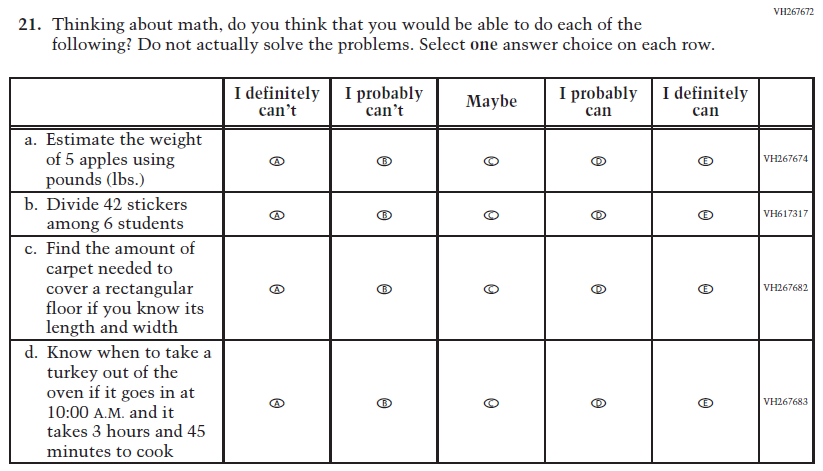 VH267672
21. Thinking about math, do you think that you would be able to do each of the
following? Do not actually solve the problems. Select one answer choice on each row.
I definitely can't I probably can't Maybe I probably can I definitely can
a. Estimate the weight
of 5 apples using
pounds (lbs.)
A B C D E VH267674
b. Divide 42 stickers
among 6 students
A B C D E VH617317
c. Find the amount of
carpet needed to
cover a rectangular
floor if you know its
length and width
A B C D E VH267682
d. Know when to take a
turkey out of the
oven if it goes in at
10:00 A.M. and it
takes 3 hours and 45
minutes to cook
A B C D E VH267683